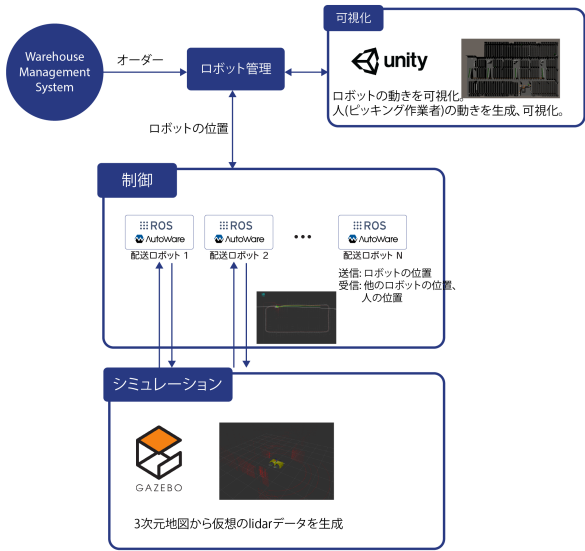 Warehouse
Management
System
オーダー
ロボット管理
可視化
unity
ロボットの動きを可視化。
人(ピッキング作業者)の動きを生成、可視化。
ロボットの位置
制御
ROS
AutoWare
配送ロボット 1
ROS
AutoWare
配送ロボット 2
•••
ROS
AutoWare
配送ロボット N
送信: ロボットの位置
受信: 他のロボットの位置、
人の位置
シミュレーション
GAZEBO
3次元地図から仮想のlidarデータを生成